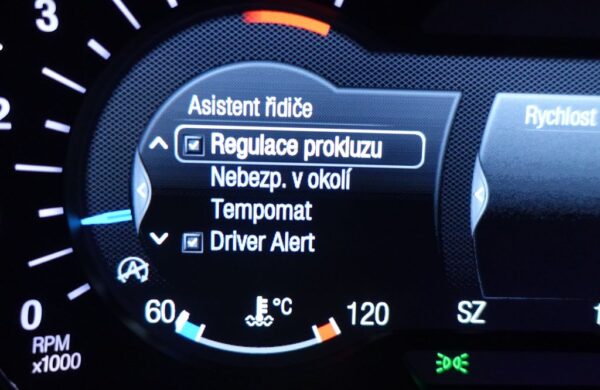 3
2
0
RPM
x1000
Asistent řidiče
Regulace prokluzu
Nebezp. v okolí
Tempomat
Driver Alert
A
60 °C 120
Rychlost
SZ